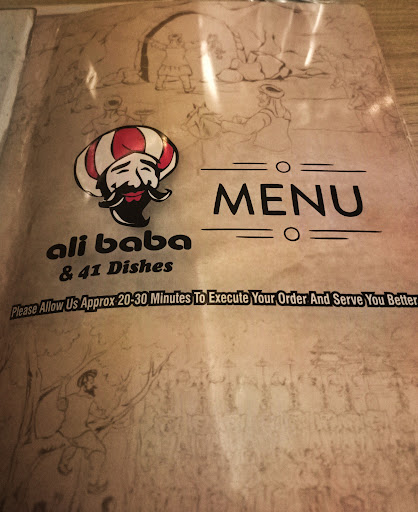 MENU
ali baba
& 41 Dishes
Please Allow Us Approx 20-30 Minutes To Execute Your Order And Serve You Better